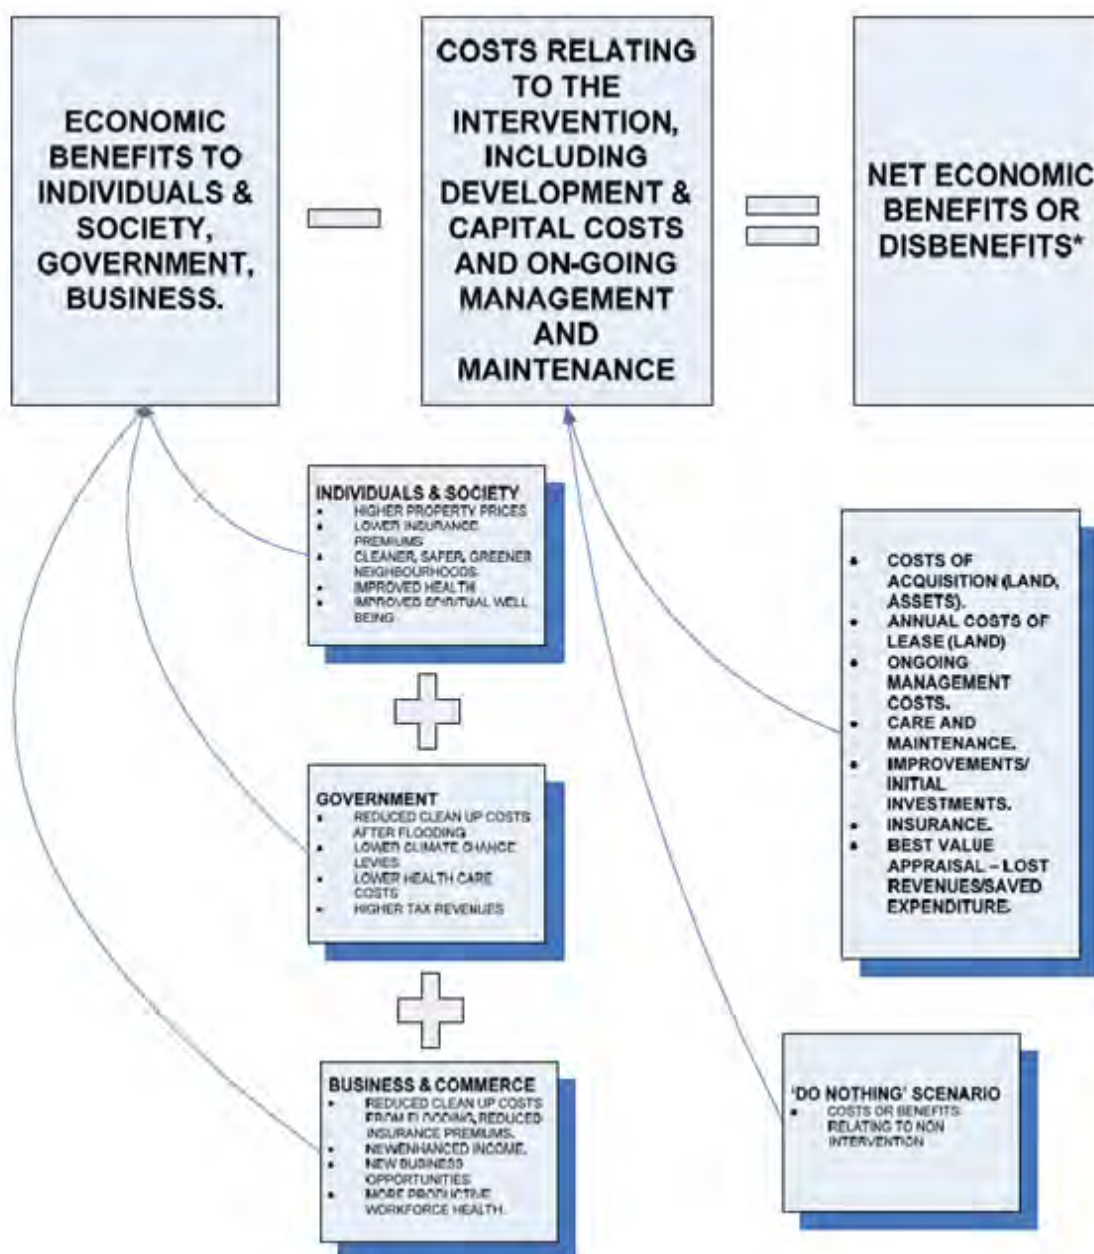 ECONOMIC
BENEFITS TO
INDIVIDUALS &
SOCIETY,
GOVERNMENT,
BUSINESS.
COSTS RELATING
TO THE
INTERVENTION,
INCLUDING
DEVELOPMENT &
CAPITAL COSTS
AND ON-GOING
MANAGEMENT
AND
MAINTENANCE
NET ECONOMIC
BENEFITS OR
DISBENEFITS*
INDIVIDUALS & SOCIETY
• HIGHER PROPERTY PRICES
• LOWER INSURANCE
PREMIUMS
• CLEANER, SAFER, GREENER
NEIGHBOURHOODS
• IMPROVED HEALTH
• IMPROVED SPIRITUAL WELL
BEING
GOVERNMENT
• REDUCED CLEAN UP COSTS
AFTER FLOODING
• LOWER CLIMATE CHANGE
LEVIES
• LOWER HEALTH CARE
COSTS
• HIGHER TAX REVENUES
BUSINESS & COMMERCE
• REDUCED CLEAN UP COSTS
FROM FLOODING, REDUCED
INSURANCE PREMIUMS.
• NEWENHANCED INCOME.
• NEW BUSINESS
OPPORTUNITIES
• MORE PRODUCTIVE
WORKFORCE HEALTH.
• COSTS OF
ACQUISITION (LAND,
ASSETS).
• ANNUAL COSTS OF
LEASE (LAND)
• ONGOING
MANAGEMENT
COSTS.
• CARE AND
MAINTENANCE.
• IMPROVEMENTS/
INITIAL
INVESTMENTS.
• INSURANCE.
• BEST VALUE
APPRAISAL – LOST
REVENUES/SAVED
EXPENDITURE.
'DO NOTHING' SCENARIO
• COSTS OR BENEFITS
RELATING TO NON
INTERVENTION